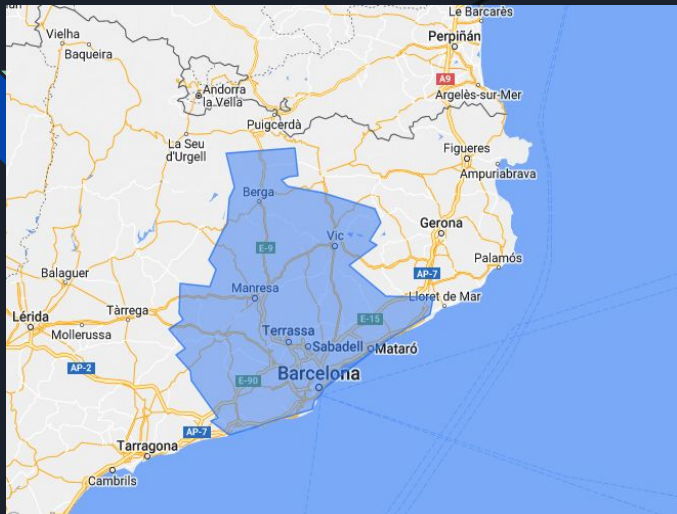 Le Barcarès
Vielha
Perpiñán
Baqueira
A9
Andorra
la Vella
Argelès-sur-Mer
Puigcerdà
La Seu
d'Urgell
Figueres
Ampuriabrava
Berga
Gerona
Vic
E-9
Palamós
Balaguer
AP-7
Manresa
Lloret de Mar
Tàrrega
Lérida
E-15
Mollerussa
Terrassa
Sabadell
Mataró
AP-2
Barcelona
E-90
AP-7
Tarragona
Cambrils